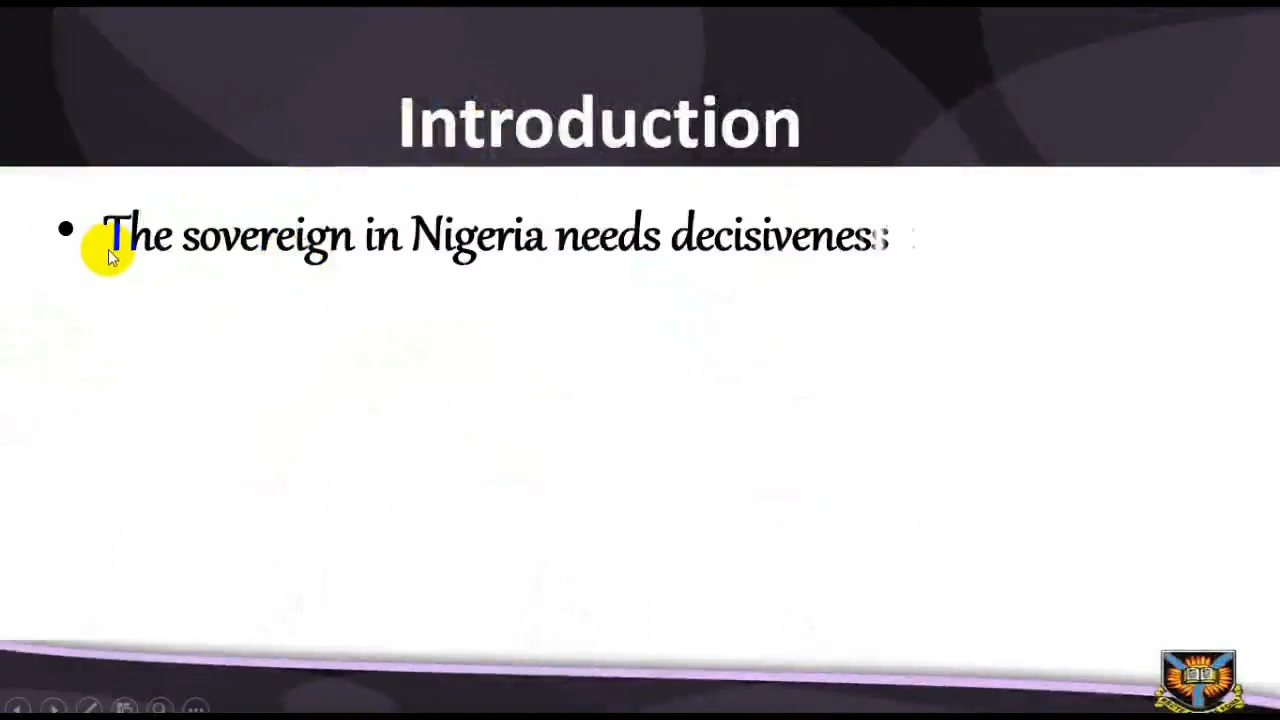 Introduction
• The sovereign in Nigeria needs decisiveness